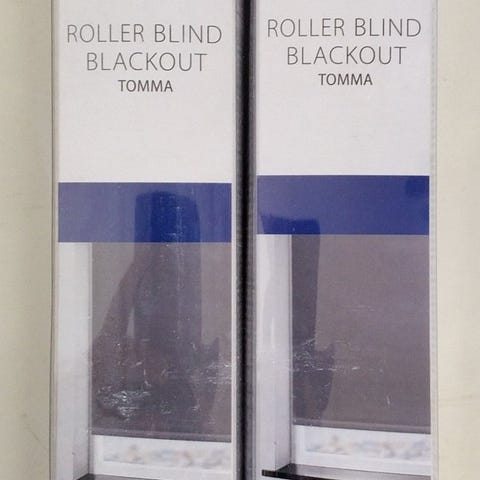 ROLLER BLIND
BLACKOUT
TOMMA
ROLLER BLIND
BLACKOUT
TOMMA